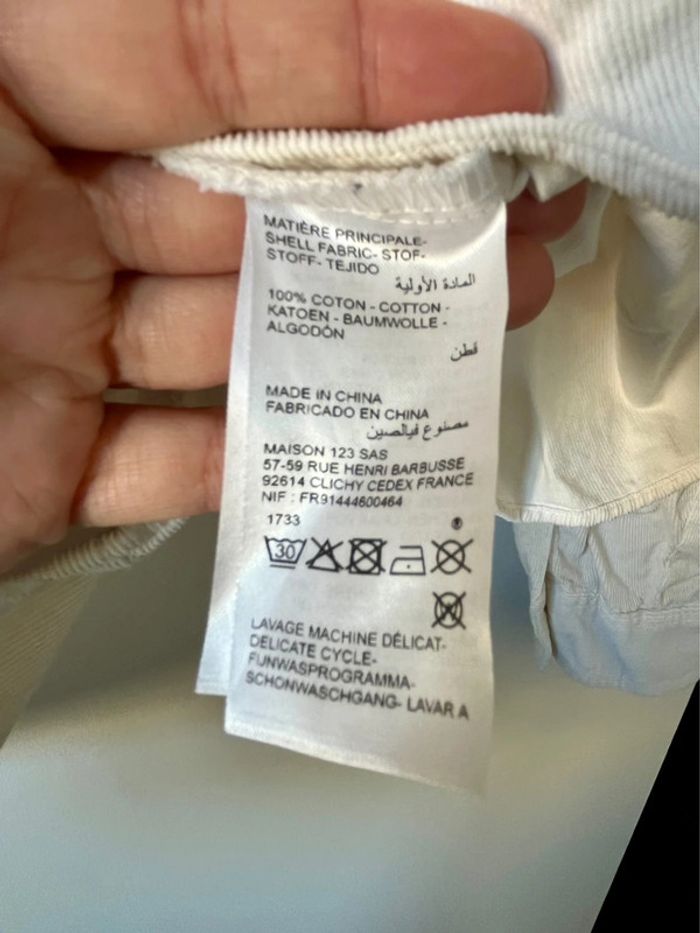 MATIÈRE PRINCIPALE-
SHELL FABRIC- STOF-
STOFF- TEJIDO
المادة الأولية
100% COTON - COTTON -
KATOEN - BAUMWOLLE -
ALGODÓN
قطن
MADE IN CHINA
FABRICADO EN CHINA
مصنوع فيالصين
MAISON 123 SAS
57-59 RUE HENRI BARBUSSE
92614 CLICHY CEDEX FRANCE
NIF : FR91444600464
1733
30
LAVAGE MACHINE DÉLICAT-
DELICATE CYCLE-
FIJNWASPROGRAMMA-
SCHONWASCHGANG- LAVAR A